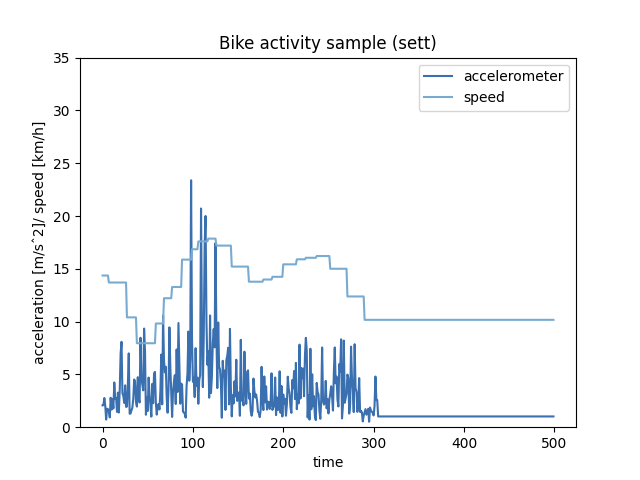 Bike activity sample (sett)
accelerometer
speed
acceleration [m/s^2]/ speed [km/h]
35
30
25
20
15
10
5
0
0 100 200 300 400 500
time